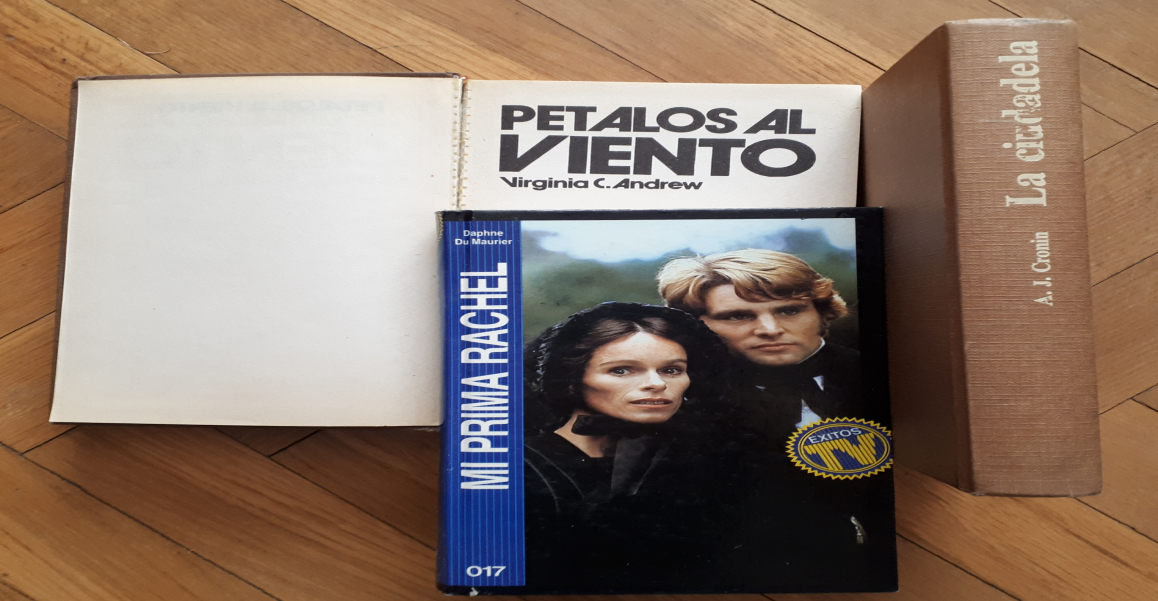 PETALOS AL
VIENTO
Virginia C. Andrew
Daphne
Du Maurier
MI PRIMA RACHEL
017
EXITOS
TV
A. J. Cronin La ciudadela